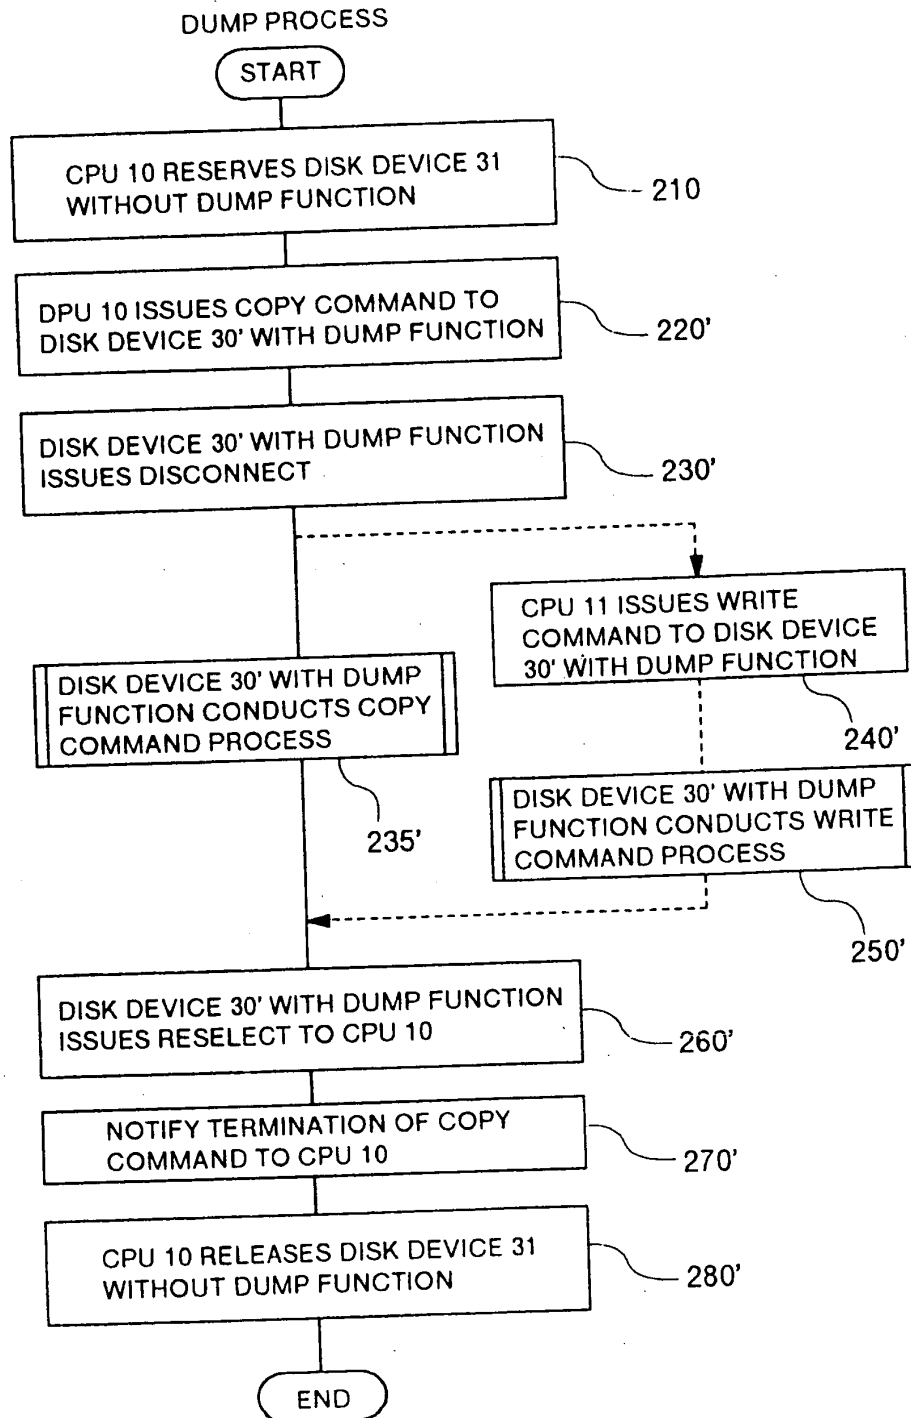 DUMP PROCESS
START
CPU 10 RESERVES DISK DEVICE 31
WITHOUT DUMP FUNCTION
210
DPU 10 ISSUES COPY COMMAND TO
DISK DEVICE 30' WITH DUMP FUNCTION
220'
DISK DEVICE 30' WITH DUMP FUNCTION
ISSUES DISCONNECT
230'
CPU 11 ISSUES WRITE
COMMAND TO DISK DEVICE
30' WITH DUMP FUNCTION
240'
DISK DEVICE 30' WITH DUMP
FUNCTION CONDUCTS COPY
COMMAND PROCESS
235'
DISK DEVICE 30' WITH DUMP
FUNCTION CONDUCTS WRITE
COMMAND PROCESS
250'
DISK DEVICE 30' WITH DUMP FUNCTION
ISSUES RESELECT TO CPU 10
260'
NOTIFY TERMINATION OF COPY
COMMAND TO CPU 10
270'
CPU 10 RELEASES DISK DEVICE 31
WITHOUT DUMP FUNCTION
280'
END